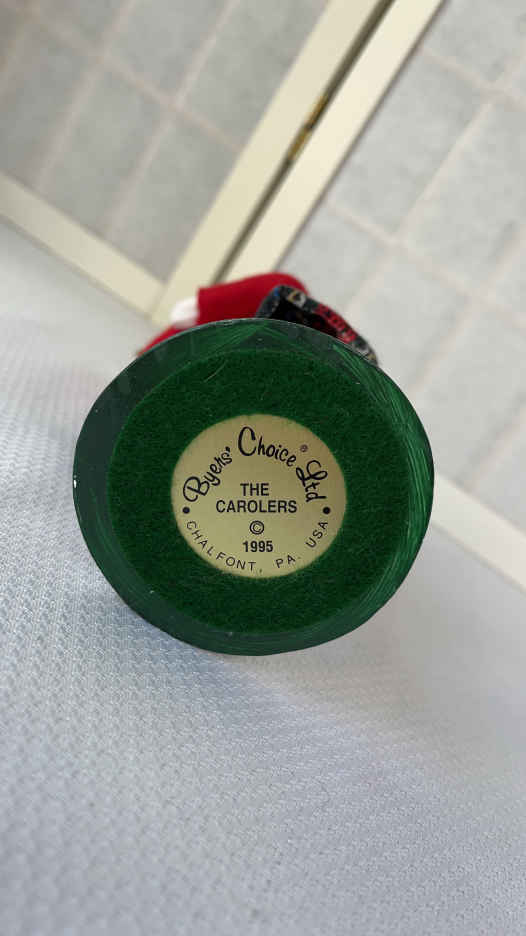 Byers' Choice® Ltd
THE
CAROLERS
©
1995
• CHALFONT, PA. USA •